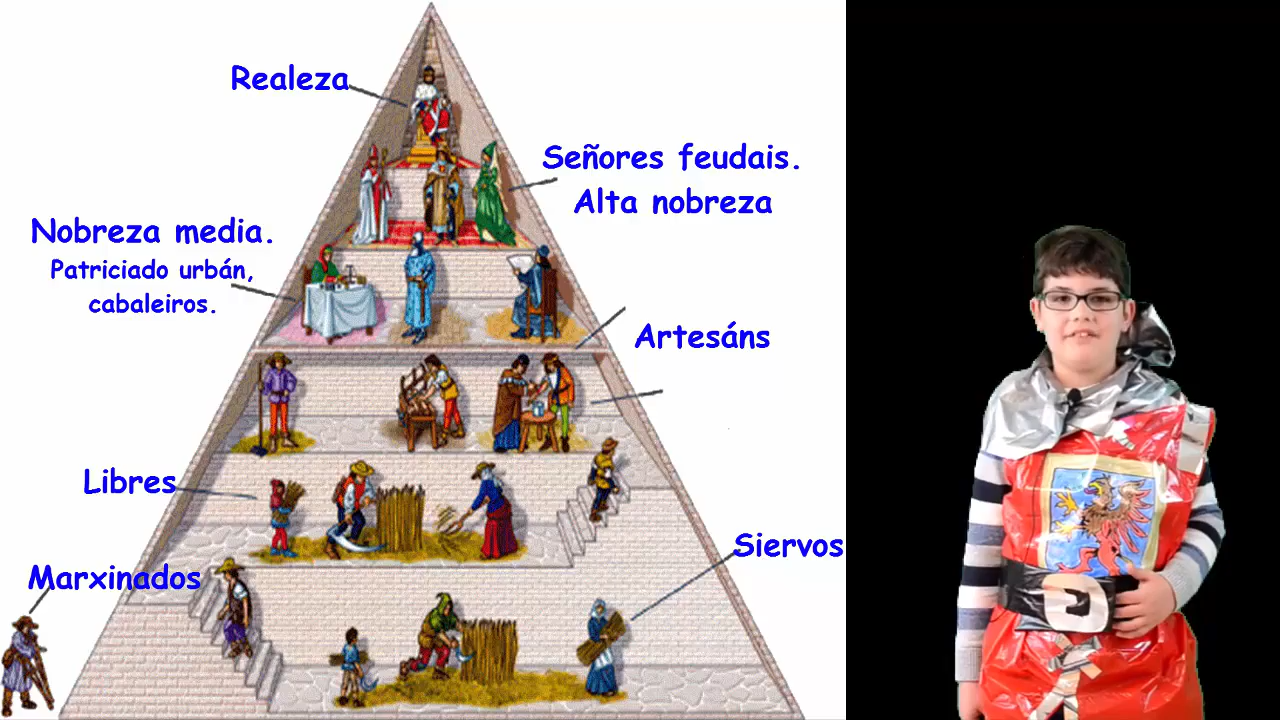 Realeza
Señores feudais.
Alta nobreza
Nobreza media.
Patriciado urbán,
cabaleiros.
Artesáns
Libres
Siervos
Marxinados